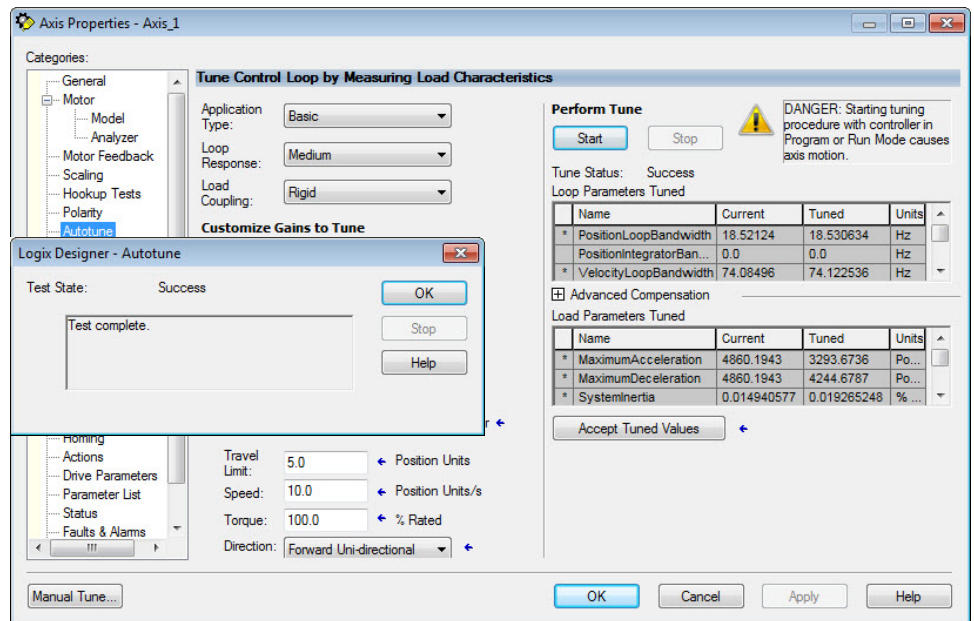 Axis Properties - Axis_1
Categories:
General
Motor
Model
Analyzer
Motor Feedback
Scaling
Hookup Tests
Polarity
Autotune
Tune Control Loop by Measuring Load Characteristics
Application Type: Basic
Loop Response: Medium
Load Coupling: Rigid
Customize Gains to Tune
Perform Tune
Start Stop
DANGER: Starting tuning
procedure with controller in
Program or Run Mode causes
axis motion.
Tune Status: Success
Loop Parameters Tuned
Name Current Tuned Units
* PositionLoopBandwidth 18.52124 18.530634 Hz
PositionIntegratorBan... 0.0 0.0 Hz
* VelocityLoopBandwidth 74.08496 74.122536 Hz
Advanced Compensation
Load Parameters Tuned
Name Current Tuned Units
* MaximumAcceleration 4860.1943 3293.6736 Po...
* MaximumDeceleration 4860.1943 4244.6787 Po...
* SystemInertia 0.014940577 0.019265248 % ...
Accept Tuned Values
Logix Designer - Autotune
Test State: Success
OK
Test complete.
Stop
Help
Homing
Actions
Drive Parameters
Parameter List
Status
Faults & Alarms
Travel Limit: 5.0 Position Units
Speed: 10.0 Position Units/s
Torque: 100.0 % Rated
Direction: Forward Uni-directional
Manual Tune...
OK Cancel Apply Help